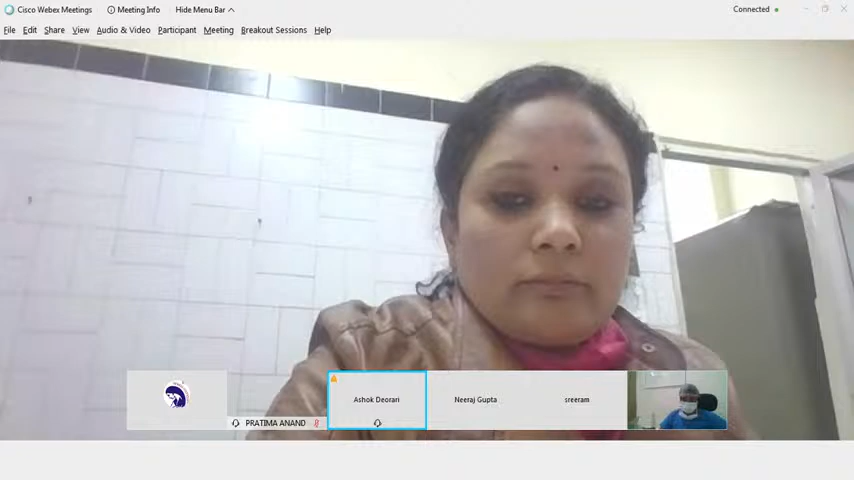 Cisco Webex Meetings Meeting Info Hide Menu Bar Connected
File Edit Share View Audio & Video Participant Meeting Breakout Sessions Help
PRATIMA ANAND Ashok Deorari Neeraj Gupta sreeram